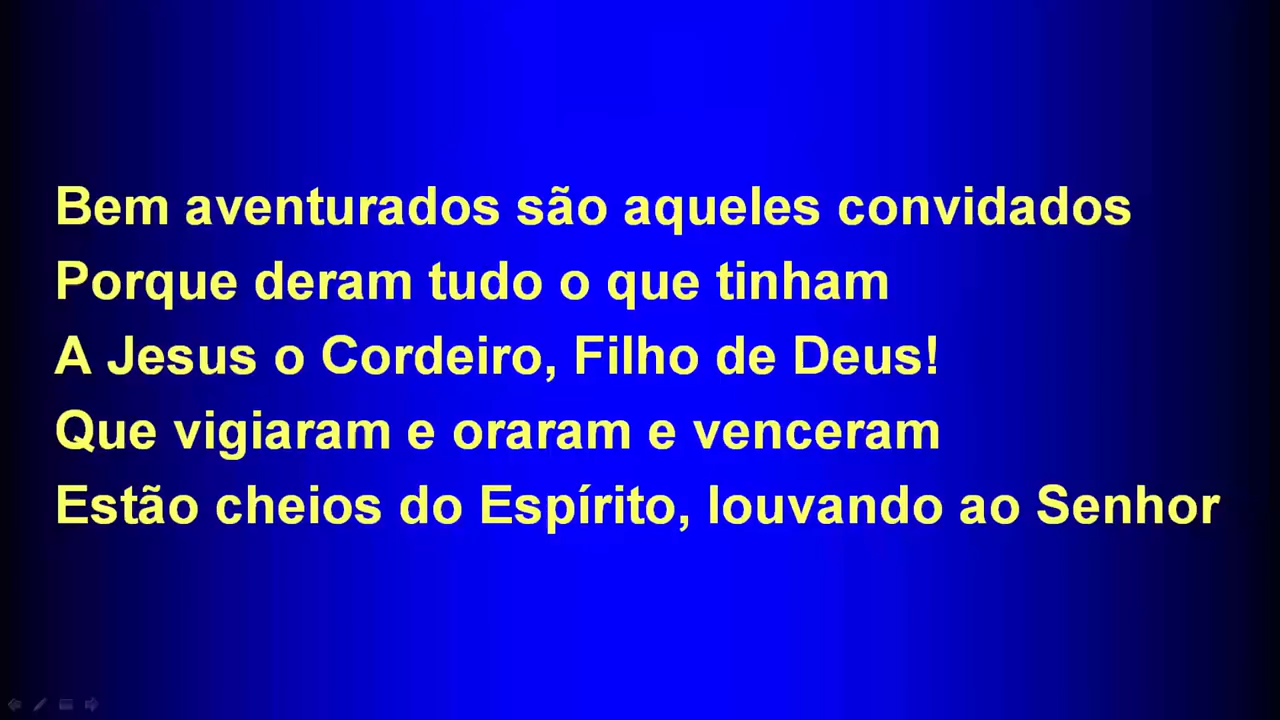 Bem aventurados são aqueles convidados
Porque deram tudo o que tinham
A Jesus o Cordeiro, Filho de Deus!
Que vigiaram e oraram e venceram
Estão cheios do Espírito, louvando ao Senhor